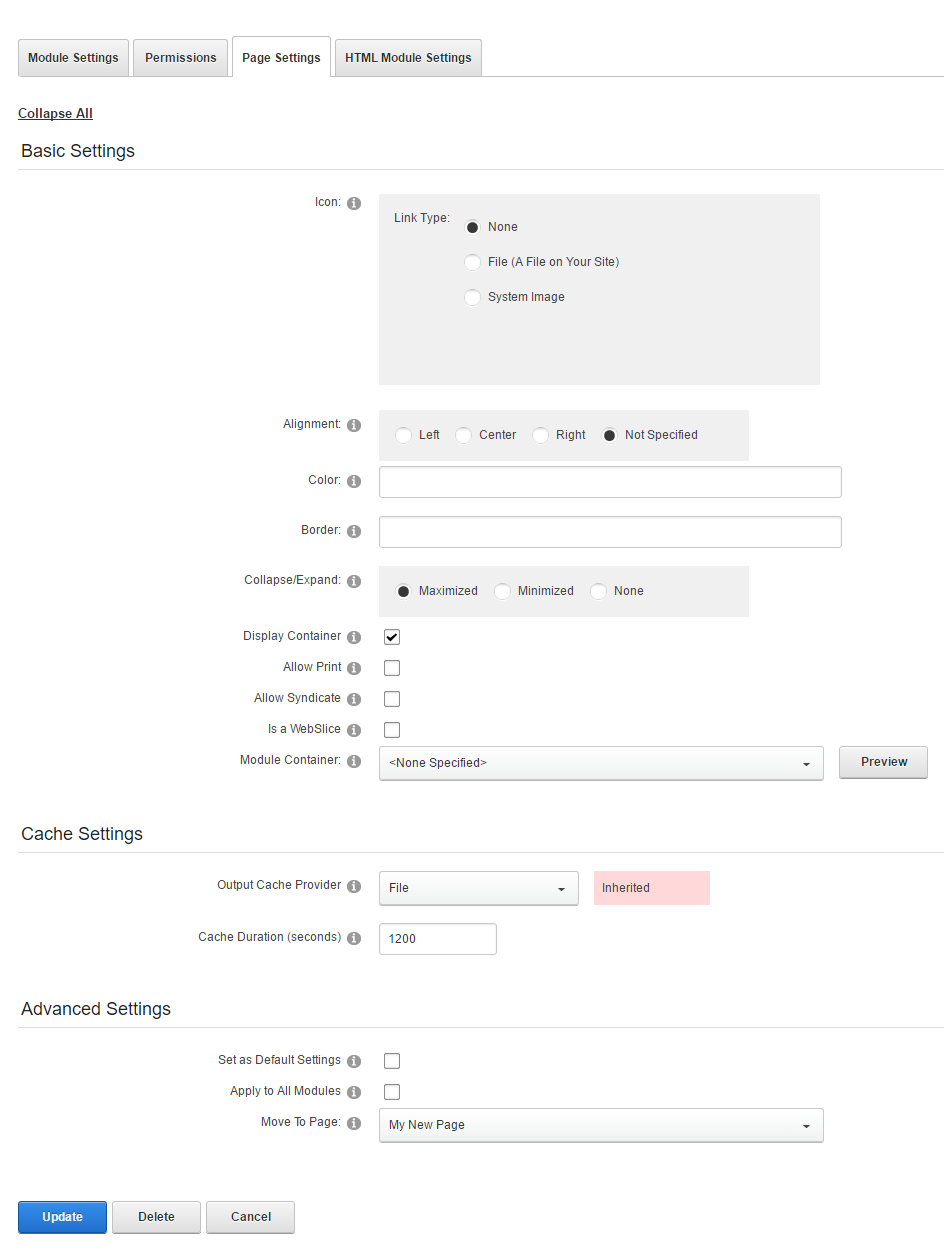 Module Settings Permissions Page Settings HTML Module Settings
Collapse All
Basic Settings
Icon:
Link Type:
None
File (A File on Your Site)
System Image
Alignment: Left Center Right Not Specified
Color:
Border:
Collapse/Expand: Maximized Minimized None
Display Container
Allow Print
Allow Syndicate
Is a WebSlice
Module Container: <None Specified> Preview
Cache Settings
Output Cache Provider File Inherited
Cache Duration (seconds) 1200
Advanced Settings
Set as Default Settings
Apply to All Modules
Move To Page: My New Page
Update Delete Cancel